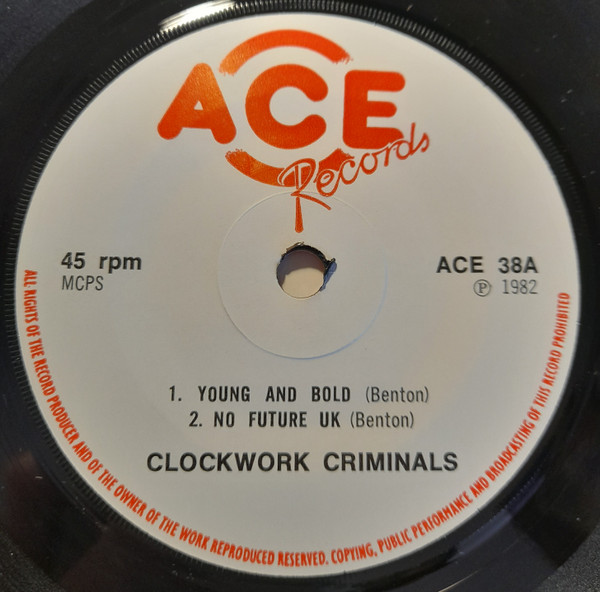 ACE
Records
45 rpm
MCPS
ACE 38A
℗ 1982
1. YOUNG AND BOLD (Benton)
2. NO FUTURE UK (Benton)
CLOCKWORK CRIMINALS
ALL RIGHTS OF THE RECORD PRODUCER AND OF THE OWNER OF THE WORK REPRODUCED RESERVED. COPYING, PUBLIC PERFORMANCE AND BROADCASTING OF THIS RECORD PROHIBITED